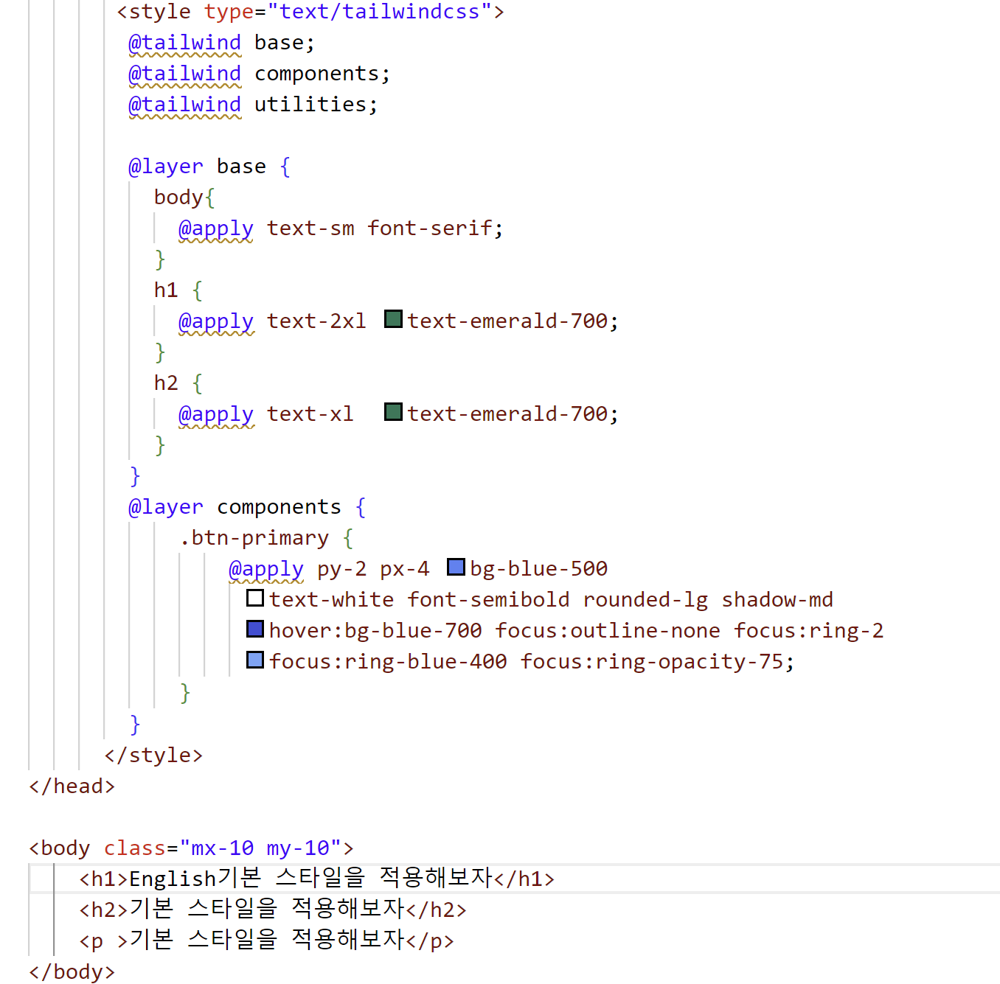 <style type="text/tailwindcss">
@tailwind base;
@tailwind components;
@tailwind utilities;
@layer base {
body{
@apply text-sm font-serif;
}
h1 {
@apply text-2xl text-emerald-700;
}
h2 {
@apply text-xl text-emerald-700;
}
}
@layer components {
.btn-primary {
@apply py-2 px-4 bg-blue-500
text-white font-semibold rounded-lg shadow-md
hover:bg-blue-700 focus:outline-none focus:ring-2
focus:ring-blue-400 focus:ring-opacity-75;
}
}
</style>
</head>
<body class="mx-10 my-10">
<h1>English기본 스타일을 적용해보자</h1>
<h2>기본 스타일을 적용해보자</h2>
<p >기본 스타일을 적용해보자</p>
</body>